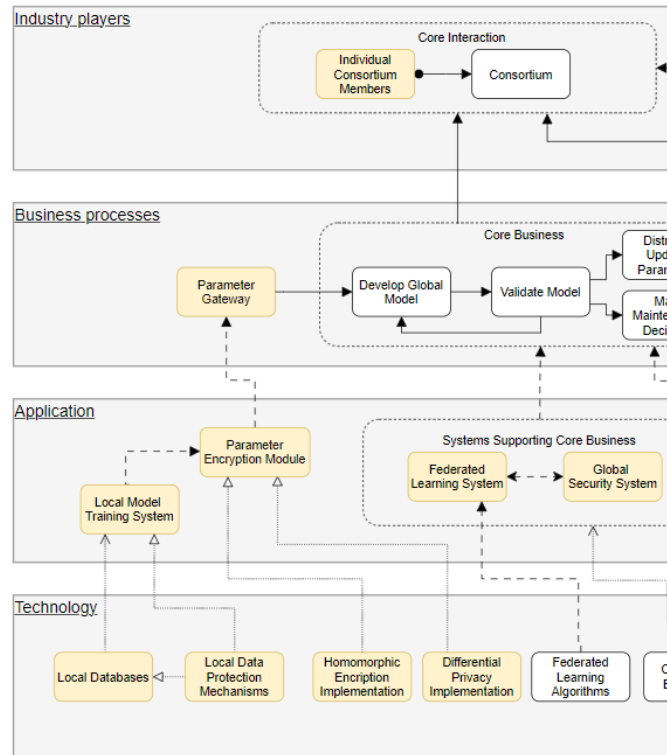 Industry players
Core Interaction
Individual
Consortium
Members
Consortium
Business processes
Core Business
Parameter
Gateway
Develop Global
Model
Validate Model
Application
Parameter
Encryption Module
Local Model
Training System
Systems Supporting Core Business
Federated
Learning System
Global
Security System
Technology
Local Databases
Local Data
Protection
Mechanisms
Homomorphic
Encription
Implementation
Differential
Privacy
Implementation
Federated
Learning
Algorithms